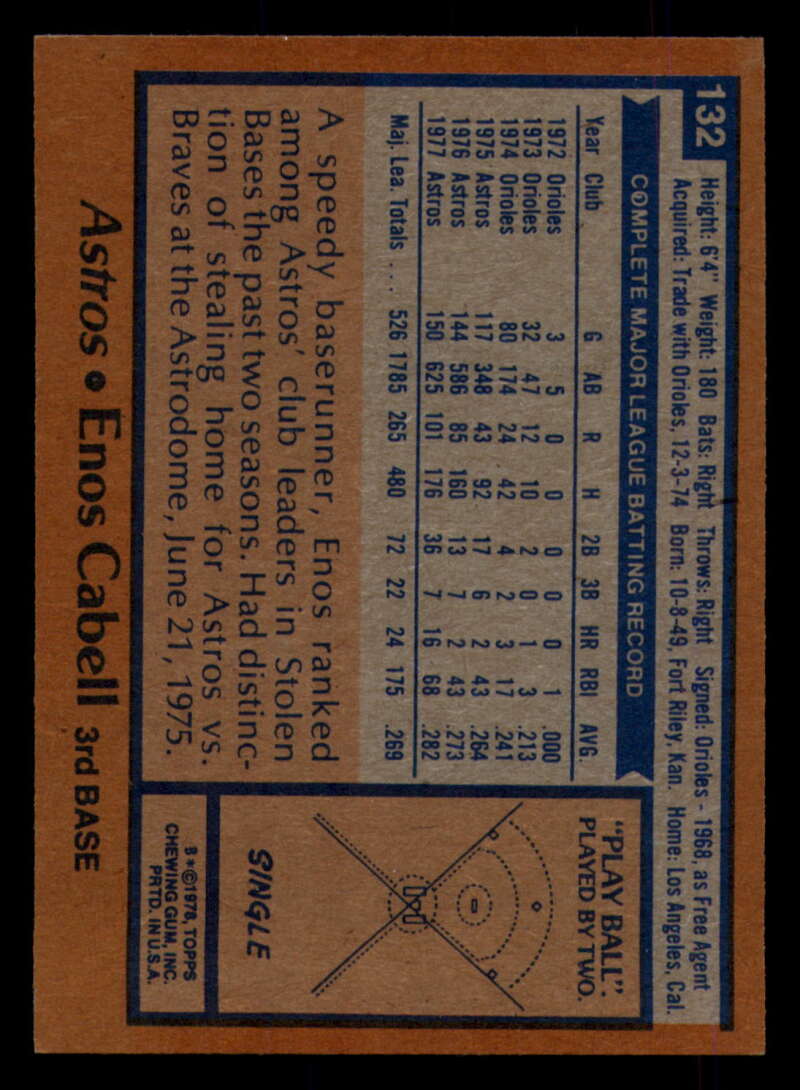 132
Height: 6'4" Weight: 180 Bats: Right Throws: Right Signed: Orioles - 1968, as Free Agent
Acquired: Trade with Orioles, 12-3-74 Born: 10-8-49, Fort Riley, Kan. Home: Los Angeles, Cal.
COMPLETE MAJOR LEAGUE BATTING RECORD
Year Club G AB R H 2B 3B HR RBI AVG.
1972 Orioles 3 5 0 0 0 0 0 1 .000
1973 Orioles 32 47 12 10 2 0 1 3 .213
1974 Orioles 80 174 24 42 4 2 3 17 .241
1975 Astros 117 348 43 92 17 6 2 43 .264
1976 Astros 144 586 85 160 13 7 2 43 .273
1977 Astros 150 625 101 176 36 7 16 68 .282
Maj. Lea. Totals ... 526 1785 265 480 72 22 24 175 .269
A speedy baserunner, Enos ranked
among Astros' club leaders in Stolen
Bases the past two seasons. Had distinc-
tion of stealing home for Astros vs.
Braves at the Astrodome, June 21, 1975.
"PLAY BALL"·
PLAYED BY TWO.
SINGLE
B*©1978, TOPPS
CHEWING GUM, INC.
PRTD. IN U.S.A.
Astros • Enos Cabell 3rd BASE